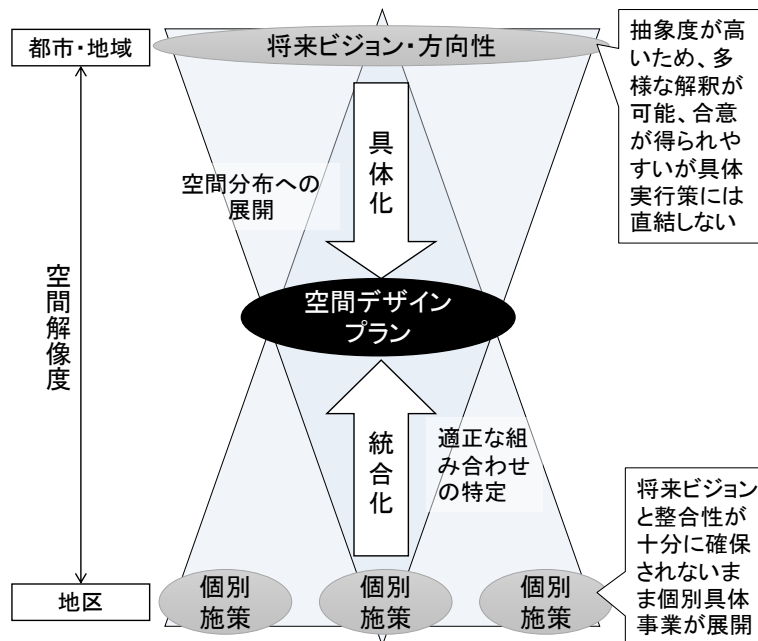 都市・地域
将来ビジョン・方向性
抽象度が高
いため、多
様な解釈が
可能、合意
が得られや
すいが具体
実行策には
直結しない
具体化
空間分布への
展開
空間解像度
空間デザイン
プラン
統合化
適正な組
み合わせ
の特定
将来ビジョン
と整合性が
十分に確保
されないま
ま個別具体
事業が展開
地区
個別
施策
個別
施策
個別
施策